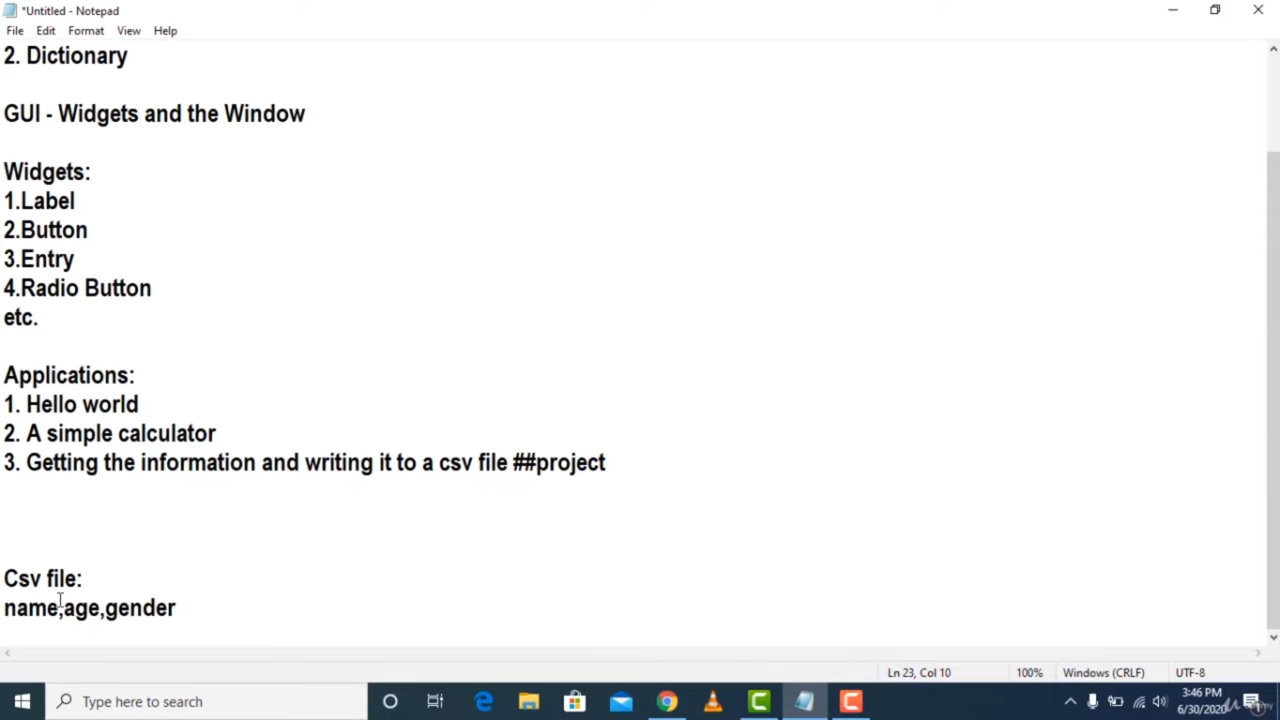 *Untitled - Notepad
File Edit Format View Help
2. Dictionary
GUI - Widgets and the Window
Widgets:
1.Label
2.Button
3.Entry
4.Radio Button
etc.
Applications:
1. Hello world
2. A simple calculator
3. Getting the information and writing it to a csv file ##project
Csv file:
name,age,gender
Ln 23, Col 10 100% Windows (CRLF) UTF-8
Type here to search
3:46 PM
6/30/2020